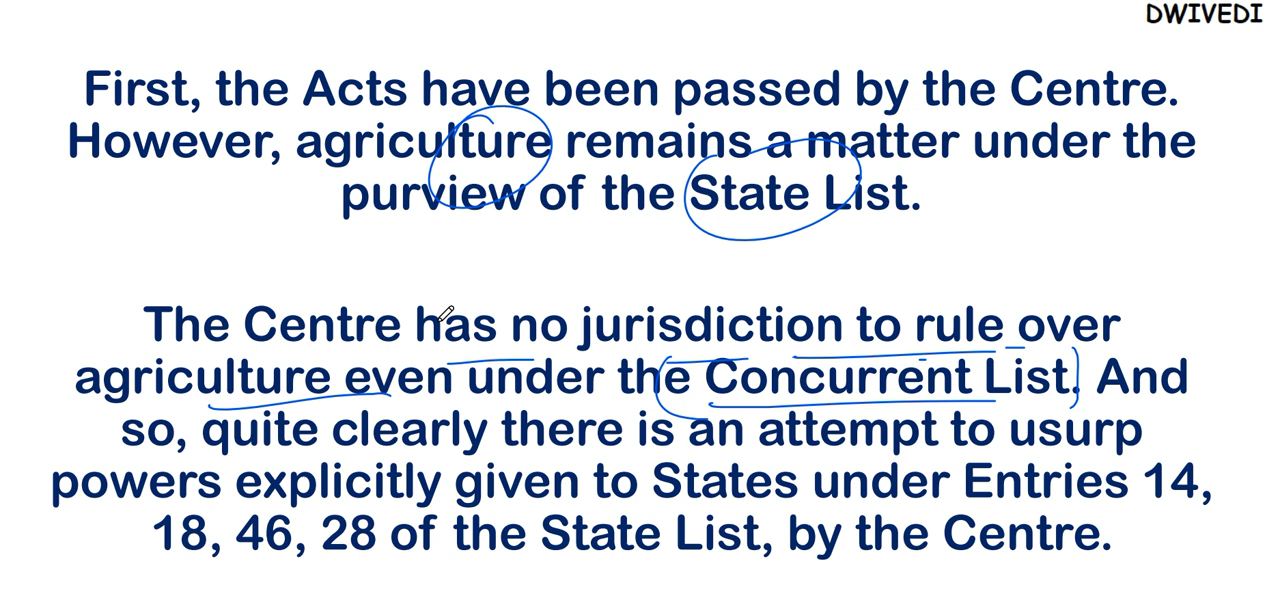 DWIVEDI
First, the Acts have been passed by the Centre.
However, agriculture remains a matter under the
purview of the State List.
The Centre has no jurisdiction to rule over
agriculture even under the Concurrent List. And
so, quite clearly there is an attempt to usurp
powers explicitly given to States under Entries 14,
18, 46, 28 of the State List, by the Centre.